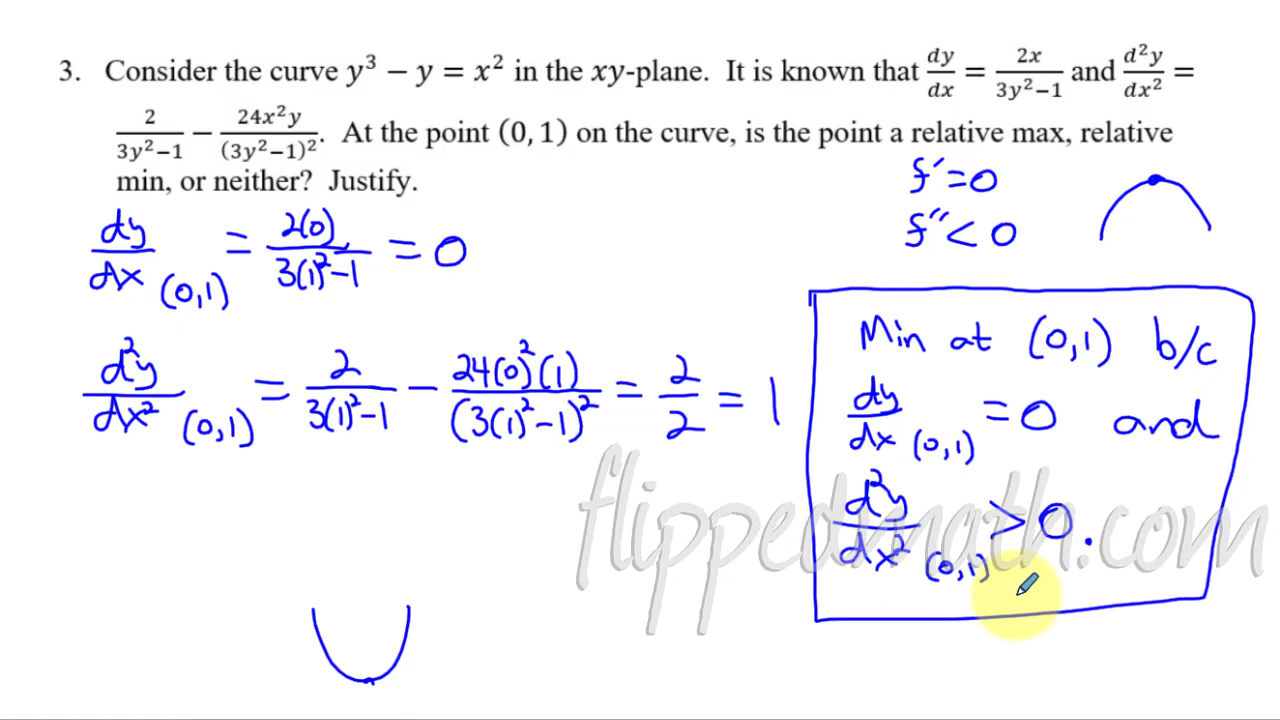 3. Consider the curve y³ − y = x² in the xy-plane. It is known that dy/dx = 2x/(3y²−1) and d²y/dx² =
2/(3y²−1) − 24x²y/(3y²−1)². At the point (0, 1) on the curve, is the point a relative max, relative
min, or neither? Justify.
f′ = 0
f″ < 0
dy/dx (0,1) = 2(0)/(3(1)²−1) = 0
d²y/dx² (0,1) = 2/(3(1)²−1) − 24(0)²(1)/(3(1)²−1)² = 2/2 = 1
Min at (0,1) b/c
dy/dx (0,1) = 0 and
d²y/dx² (0,1) > 0.
flippedmath.com